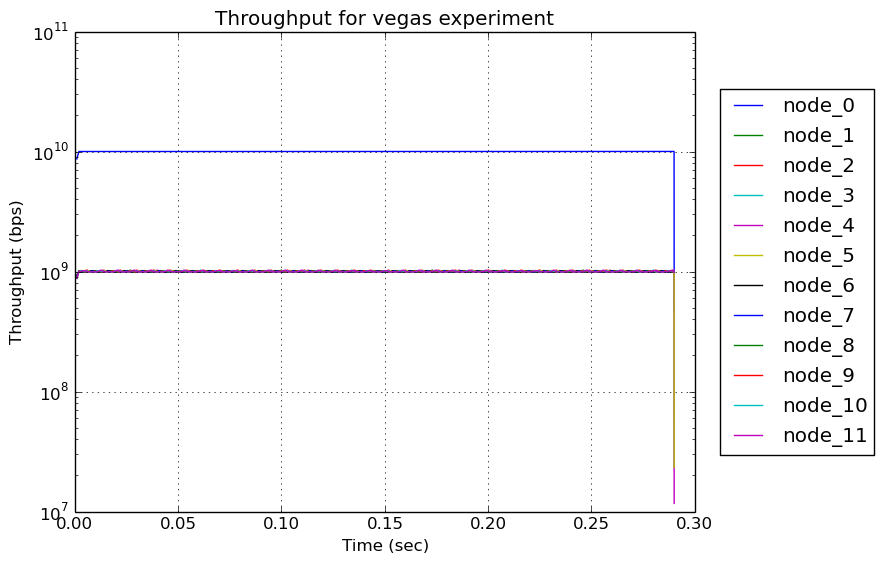 Throughput for vegas experiment
10^11
10^10
10^9
10^8
10^7
Throughput (bps)
0.00 0.05 0.10 0.15 0.20 0.25 0.30
Time (sec)
node_0
node_1
node_2
node_3
node_4
node_5
node_6
node_7
node_8
node_9
node_10
node_11